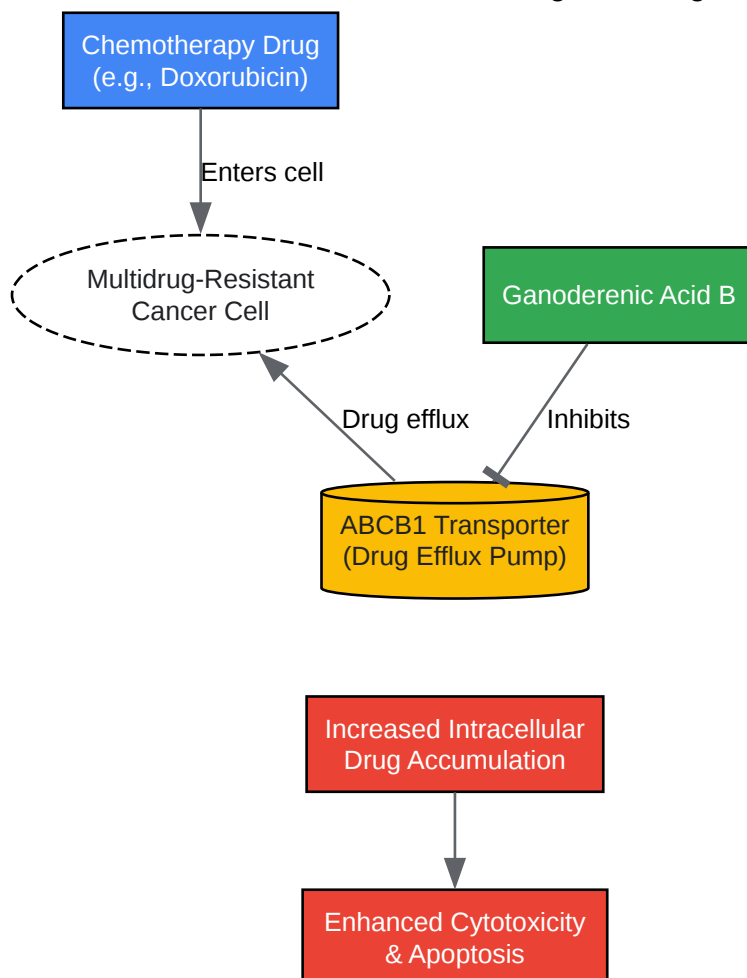 Chemotherapy Drug
(e.g., Doxorubicin)
Enters cell
Multidrug-Resistant
Cancer Cell
Ganoderenic Acid B
Drug efflux
Inhibits
ABCB1 Transporter
(Drug Efflux Pump)
Increased Intracellular
Drug Accumulation
Enhanced Cytotoxicity
& Apoptosis